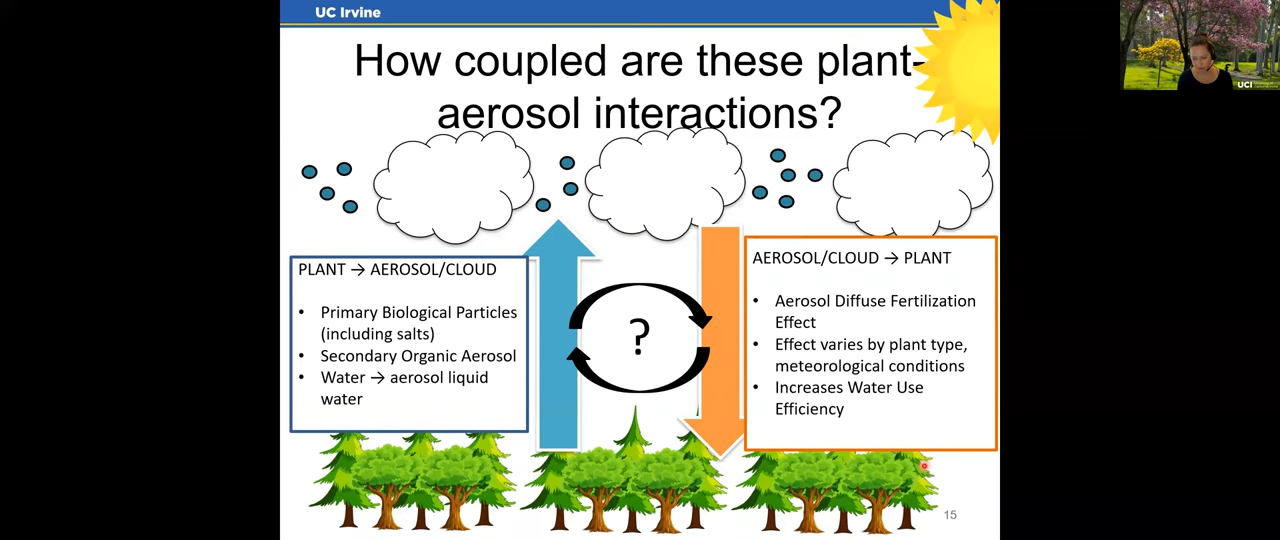 UC Irvine
How coupled are these plant-
aerosol interactions?
PLANT → AEROSOL/CLOUD
• Primary Biological Particles
(including salts)
• Secondary Organic Aerosol
• Water → aerosol liquid
water
?
AEROSOL/CLOUD → PLANT
• Aerosol Diffuse Fertilization
Effect
• Effect varies by plant type,
meteorological conditions
• Increases Water Use
Efficiency
15
UCI